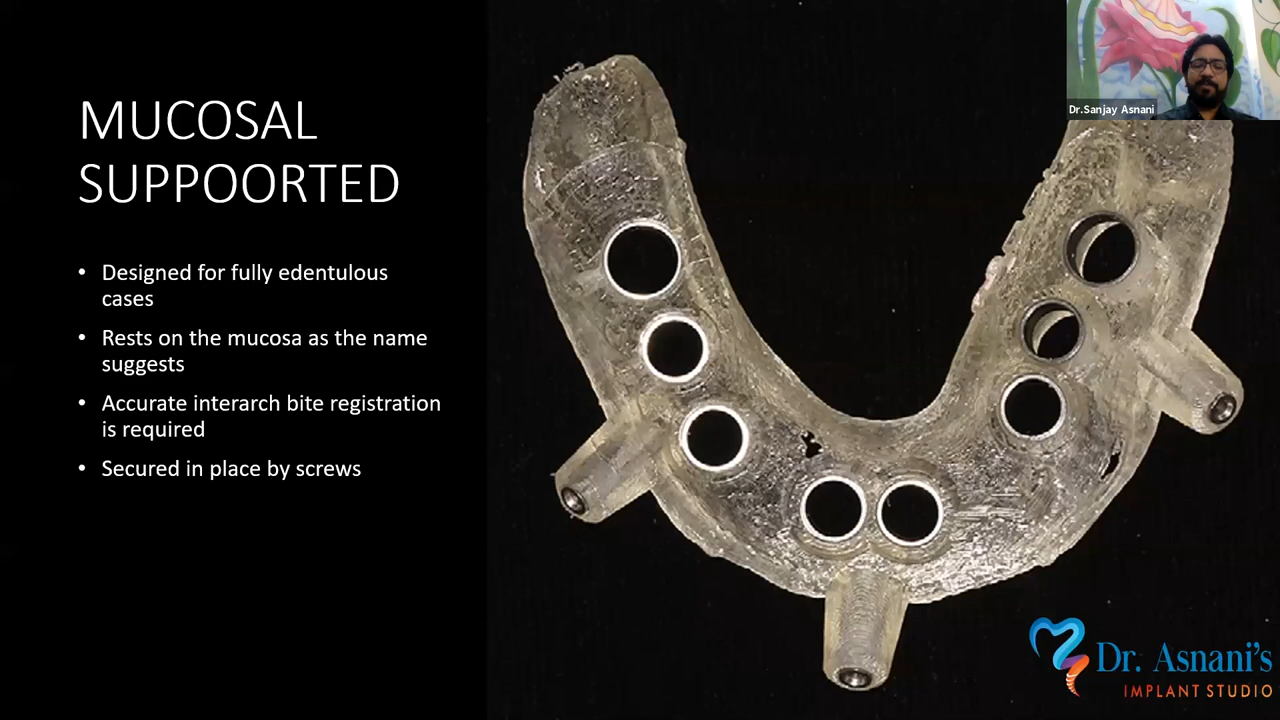 MUCOSAL
SUPPOORTED
• Designed for fully edentulous
cases
• Rests on the mucosa as the name
suggests
• Accurate interarch bite registration
is required
• Secured in place by screws
Dr.Sanjay Asnani
Dr. Asnani's
IMPLANT STUDIO